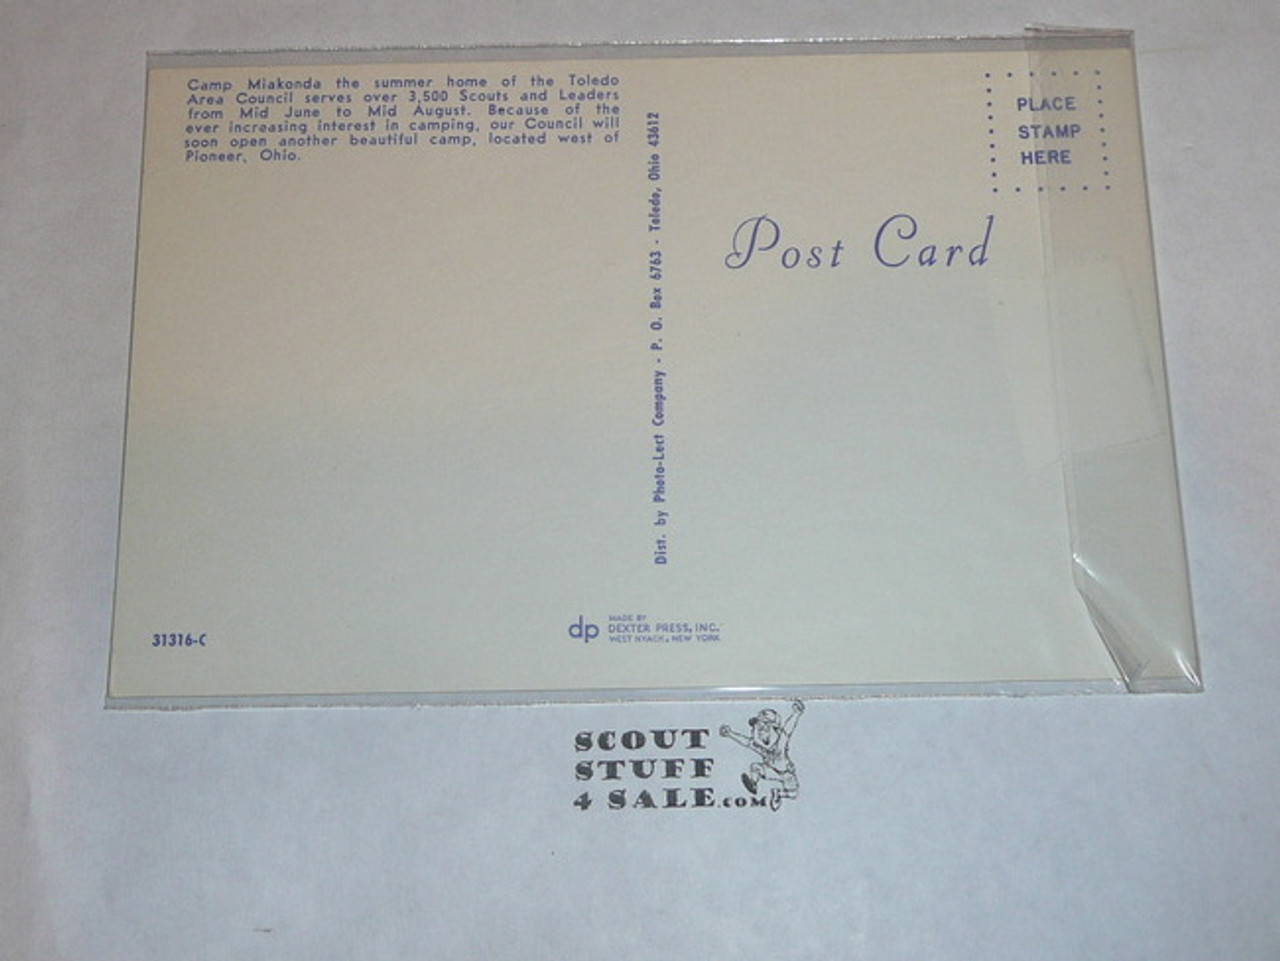 Camp Miakonda the summer home of the Toledo
Area Council serves over 3,500 Scouts and Leaders
from Mid June to Mid August. Because of the
ever increasing interest in camping, our Council will
soon open another beautiful camp, located west of
Pioneer, Ohio.
Dist. by Photo-Lect Company - P. O. Box 6763 - Toledo, Ohio 43612
PLACE
STAMP
HERE
Post Card
31316-C
dp
MADE BY
DEXTER PRESS, INC.
WEST NYACK, NEW YORK
SCOUT
STUFF
4 SALE.COM